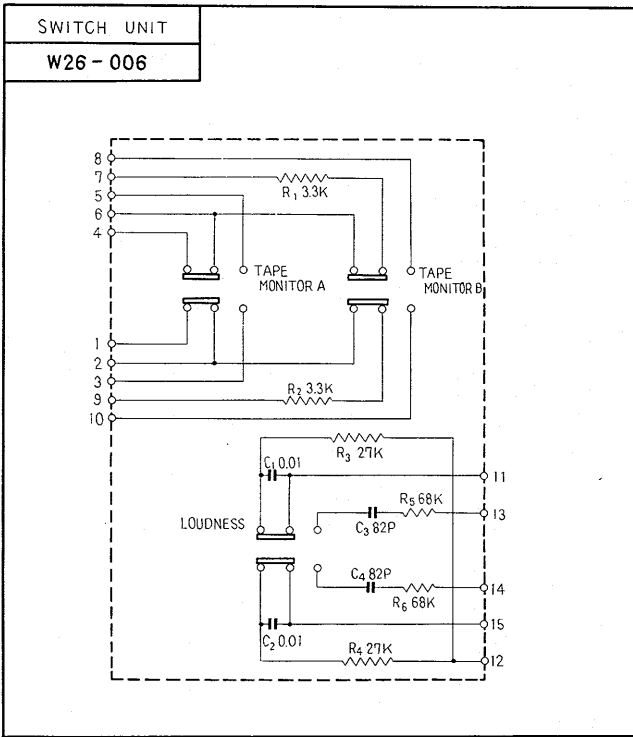 SWITCH UNIT
W26-006
8
7
R1 3.3K
5
6
4
TAPE
MONITOR A
TAPE
MONITOR B
1
2
3
R2 3.3K
9
10
R3 27K
C1 0.01
11
R5 68K
13
LOUDNESS
C3 82P
C4 82P
14
R6 68K
15
C2 0.01
R4 27K
12